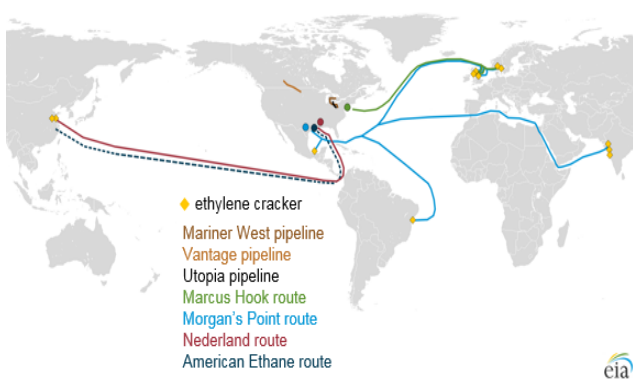 ethylene cracker
Mariner West pipeline
Vantage pipeline
Utopia pipeline
Marcus Hook route
Morgan's Point route
Nederland route
American Ethane route
eia